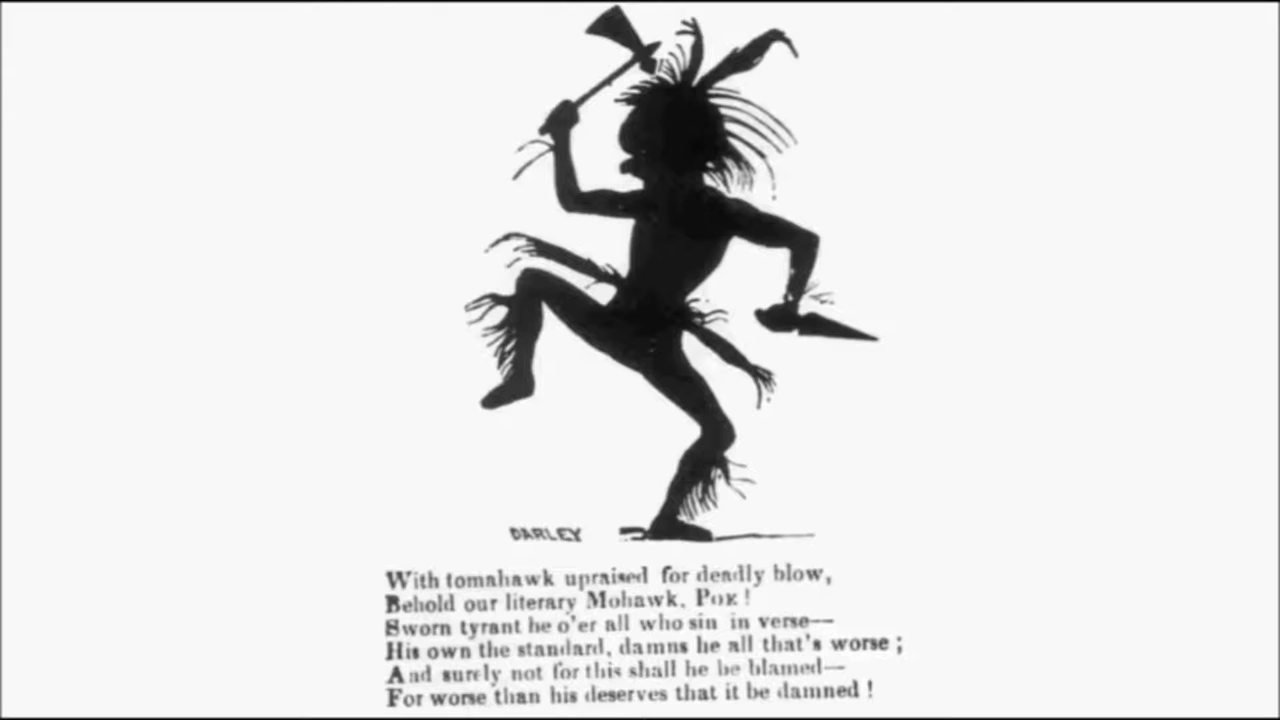 DARLEY
With tomahawk upraised for deadly blow,
Behold our literary Mohawk, POE!
Sworn tyrant he o'er all who sin in verse—
His own the standard, damns he all that's worse;
And surely not for this shall he be blamed—
For worse than his deserves that it be damned!